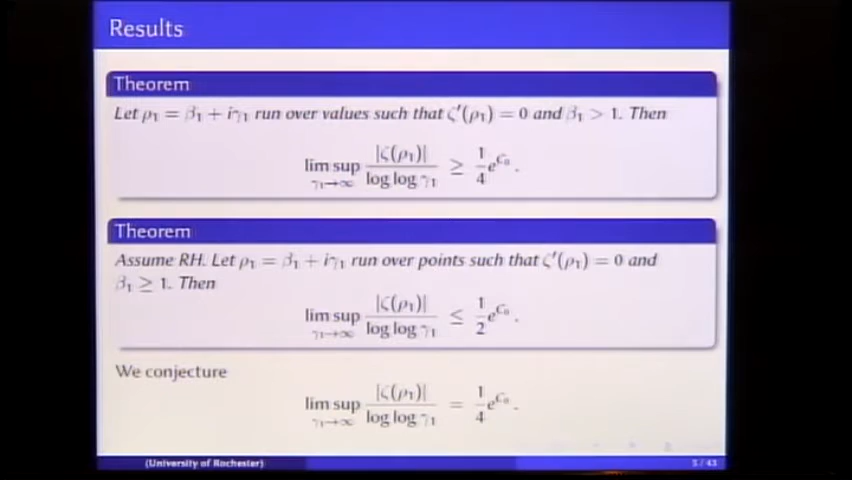 Results
Theorem
Let ρ₁ = β₁ + iγ₁ run over values such that ζ′(ρ₁) = 0 and β₁ > 1. Then
lim sup_{γ₁→∞} |ζ(ρ₁)| / log log γ₁ ≥ 1/4 e^{C₀}.
Theorem
Assume RH. Let ρ₁ = β₁ + iγ₁ run over points such that ζ′(ρ₁) = 0 and
β₁ ≥ 1. Then
lim sup_{γ₁→∞} |ζ(ρ₁)| / log log γ₁ ≤ 1/2 e^{C₀}.
We conjecture
lim sup_{γ₁→∞} |ζ(ρ₁)| / log log γ₁ = 1/4 e^{C₀}.
(University of Rochester)
5 / 43